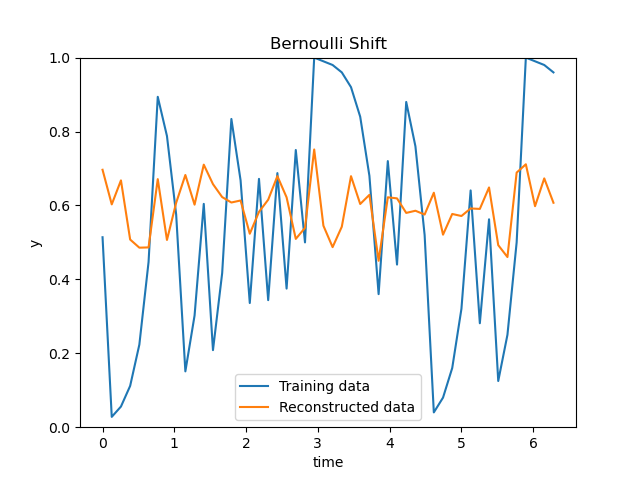 Bernoulli Shift
1.0
0.8
0.6
0.4
0.2
0.0
y
0 1 2 3 4 5 6
time
Training data
Reconstructed data